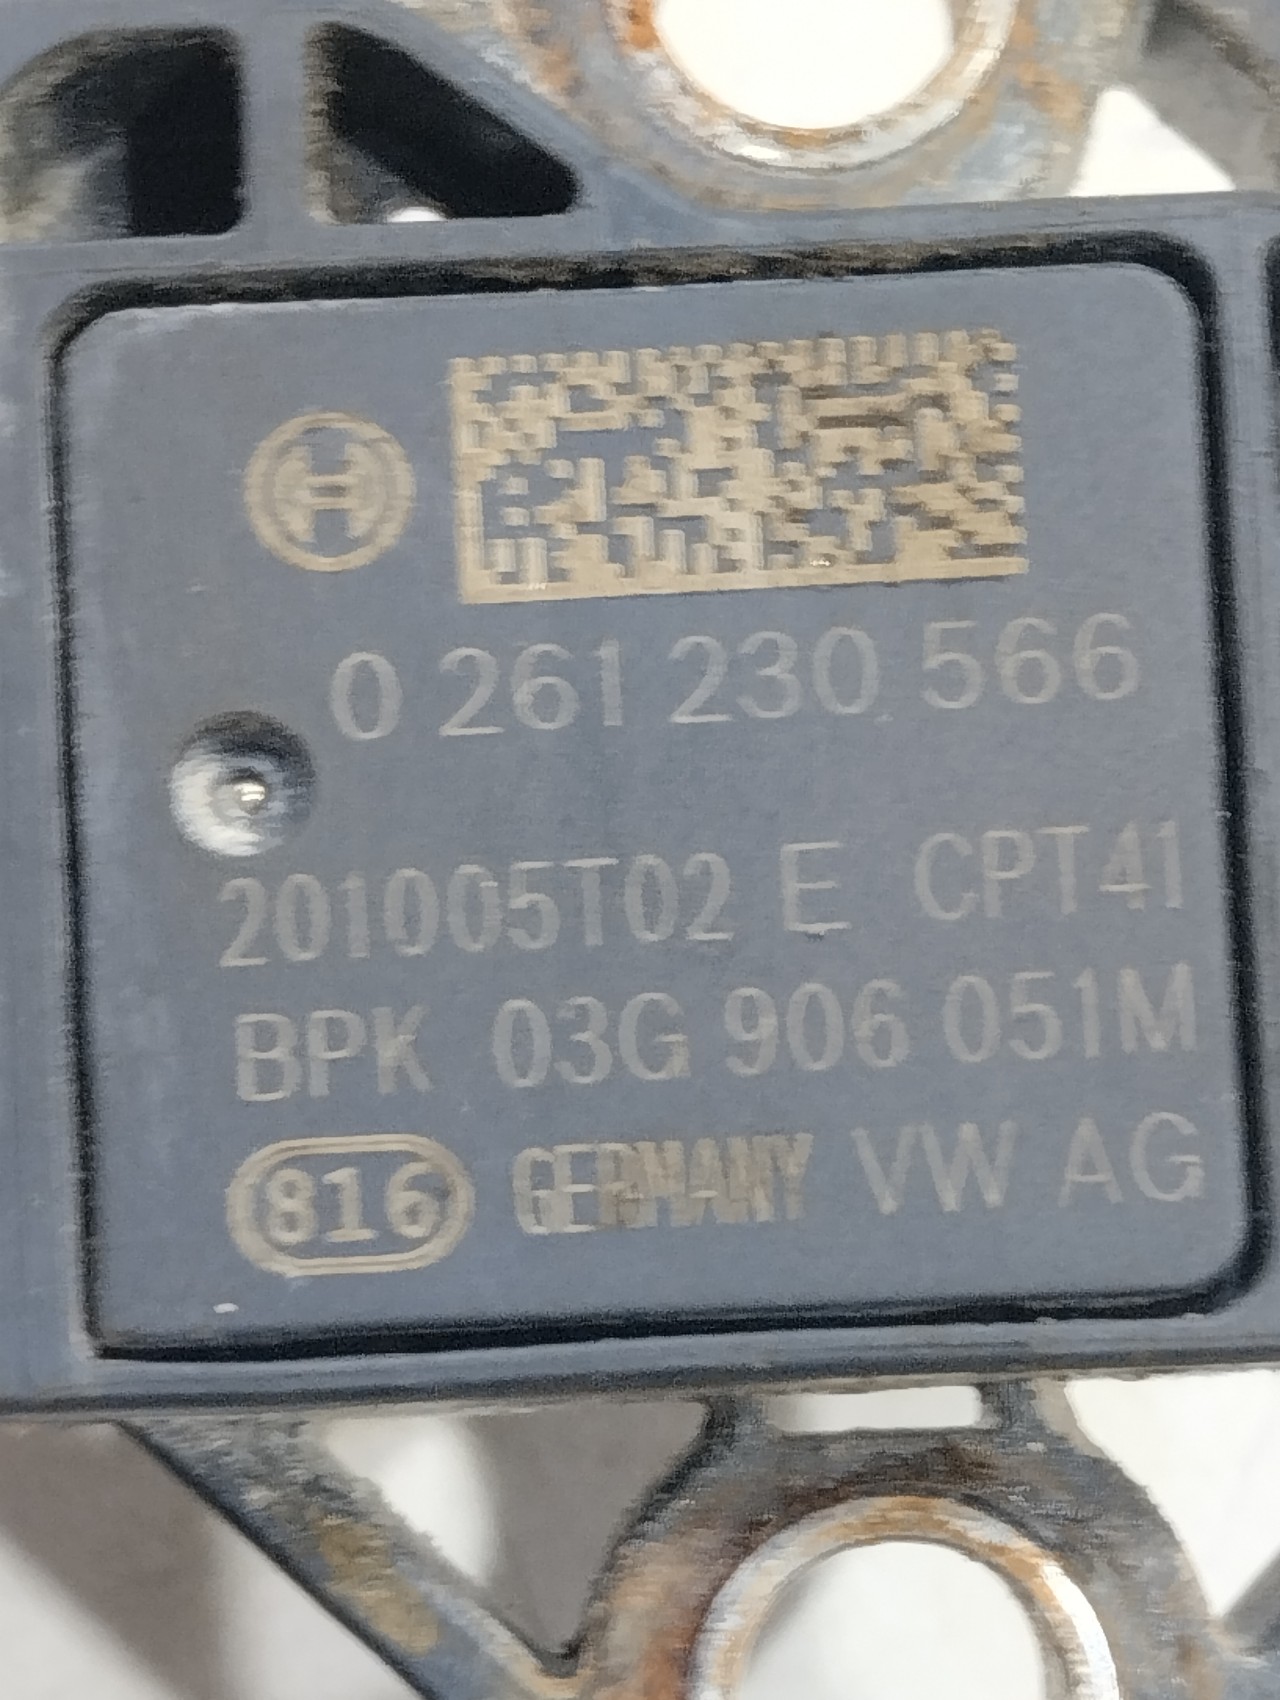 0 261 230 566
201005T02 E CPT41
BPK 03G 906 051M
816 GERMANY VW AG